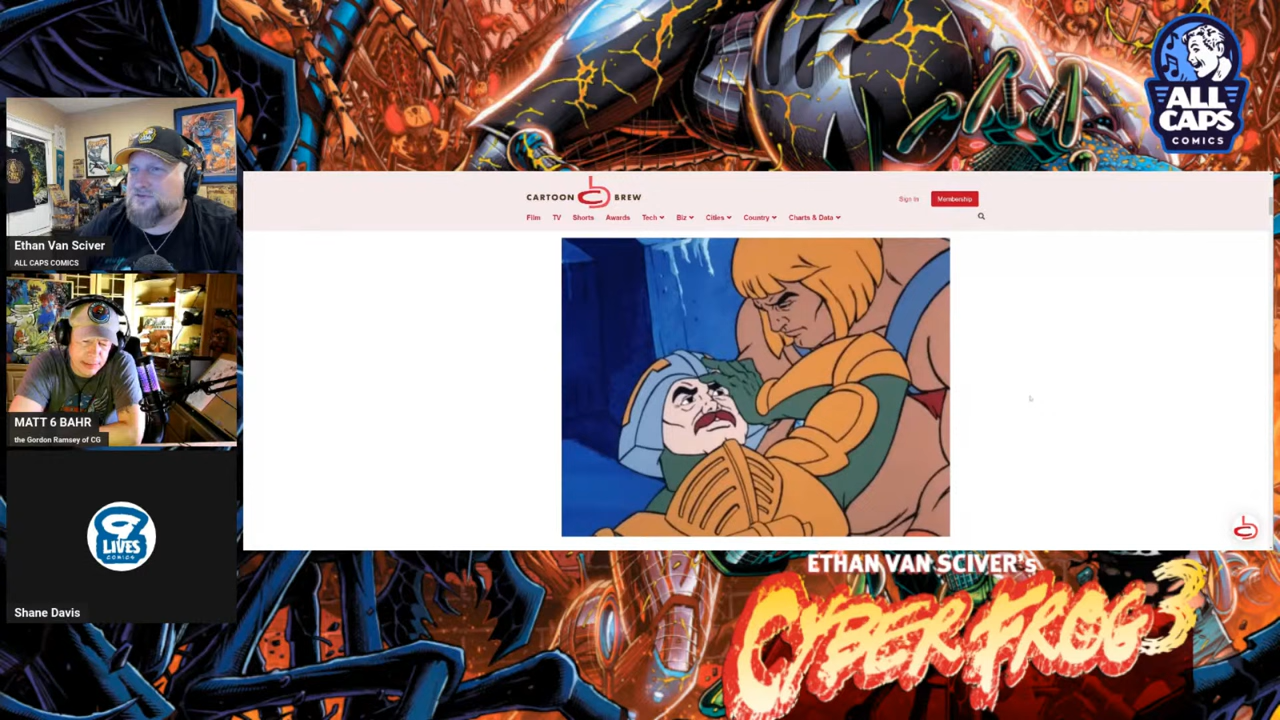 ALL
CAPS
COMICS
CARTOON BREW
Sign In
Membership
Film TV Shorts Awards Tech Biz Cities Country Charts & Data
Ethan Van Sciver
ALL CAPS COMICS
MATT 6 BAHR
the Gordon Ramsey of CG
9
LIVES
COMICS
Shane Davis
ETHAN VAN SCIVER's
CYBERFROG 3